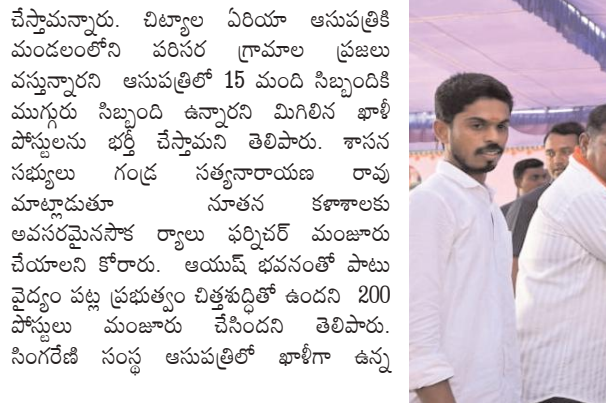 చేస్తామన్నారు. చిట్యాల ఏరియా ఆసుపత్రికి
మండలంలోని పరిసర గ్రామాల ప్రజలు
వస్తున్నారని ఆసుపత్రిలో 15 మంది సిబ్బందికి
ముగ్గురు సిబ్బంది ఉన్నారని మిగిలిన ఖాళీ
పోస్టులను భర్తీ చేస్తామని తెలిపారు. శాసన
సభ్యులు గండ్ర సత్యనారాయణ రావు
మాట్లాడుతూ నూతన కళాశాలకు
అవసరమైనసౌక ర్యాలు ఫర్నిచర్ మంజూరు
చేయాలని కోరారు. ఆయుష్ భవనంతో పాటు
వైద్యం పట్ల ప్రభుత్వం చిత్తశుద్ధితో ఉందని 200
పోస్టులు మంజూరు చేసిందని తెలిపారు.
సింగరేణి సంస్థ ఆసుపత్రిలో ఖాళీగా ఉన్న